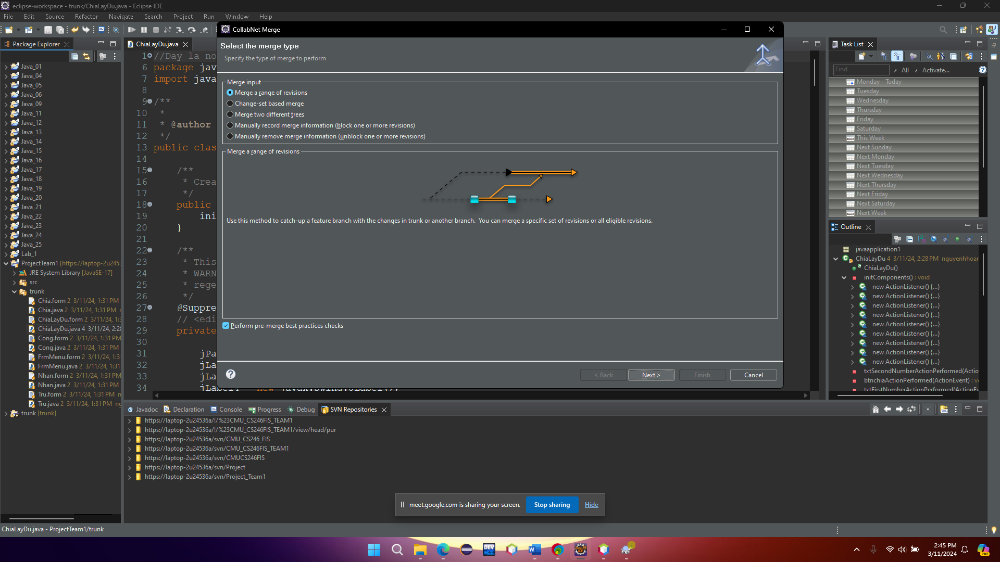 eclipse-workspace - trunk/ChiaLayDu.java - Eclipse IDE
File Edit Source Refactor Navigate Search Project Run Window Help
Package Explorer
Java_01
Java_04
Java_05
Java_06
Java_09
Java_11
Java_12
Java_13
Java_14
Java_15
Java_16
Java_17
Java_18
Java_19
Java_20
Java_21
Java_22
Java_23
Java_24
Java_25
Lab_1
ProjectTeam1 [https://laptop-2u2453
JRE System Library [JavaSE-17]
src
trunk
Chia.form 2 3/11/24, 1:31 PM
Chia.java 2 3/11/24, 1:31 PM
ChiaLayDu.form 2 3/11/24, 1:3
ChiaLayDu.java 4 3/11/24, 2:28
Cong.form 2 3/11/24, 1:31 PM
Cong.java 2 3/11/24, 1:31 PM
FrmMenu.form 2 3/11/24, 1:3
FrmMenu.java 2 3/11/24, 1:31
Nhan.form 2 3/11/24, 1:31 PM
Nhan.java 2 3/11/24, 1:31 PM
Tru.form 2 3/11/24, 1:31 PM n
Tru.java 2 3/11/24, 1:31 PM ng
trunk [trunk]
ChiaLayDu.java
1 //Day la no
6 package jav
7 import java
8
9 /**
10 *
11 * @author
12 */
13 public clas
14
15 /**
16 * Crea
17 */
18 public
19 ini
20 }
21
22 /**
23 * This
24 * WARN
25 * rege
26 */
27 @Suppre
28 // <edi
29 private
30
31 jPa
32 jLa
33 jLa
34 jLabel4 = new javax.swing.JLabel();
CollabNet Merge
Select the merge type
Specify the type of merge to perform
Merge input
Merge a range of revisions
Change-set based merge
Merge two different trees
Manually record merge information (block one or more revisions)
Manually remove merge information (unblock one or more revisions)
Merge a range of revisions
Use this method to catch-up a feature branch with the changes in trunk or another branch. You can merge a specific set of revisions or all eligible revisions.
Perform pre-merge best practices checks
?
< Back Next > Finish Cancel
Task List
Find All Activate...
Monday - Today
Tuesday
Wednesday
Thursday
Friday
Saturday
This Week
Next Sunday
Next Monday
Next Tuesday
Next Wednesday
Next Thursday
Next Friday
Next Saturday
Next Week
Outline
javaapplication1
ChiaLayDu 4 3/11/24, 2:28 PM nguyenhhoar
ChiaLayDu()
initComponents() : void
new ActionListener() {...}
new ActionListener() {...}
new ActionListener() {...}
new ActionListener() {...}
new ActionListener() {...}
new ActionListener() {...}
new ActionListener() {...}
new ActionListener() {...}
new ActionListener() {...}
txtSecondNumberActionPerformed(Actio
btnchiaActionPerformed(ActionEvent) : v
txtFirstNumberActionPerformed(ActionEv
Javadoc Declaration Console Progress Debug SVN Repositories
https://laptop-2u24536a/!/%23CMU_CS246FIS_TEAM1
https://laptop-2u24536a/!/%23CMU_CS246FIS_TEAM1/view/head/pur
https://laptop-2u24536a/svn/CMU_CS246_FIS
https://laptop-2u24536a/svn/CMU_CS246FIS_TEAM1
https://laptop-2u24536a/svn/CMUCS246FIS
https://laptop-2u24536a/svn/Project
https://laptop-2u24536a/svn/Project_Team1
meet.google.com is sharing your screen. Stop sharing Hide
ChiaLayDu.java - ProjectTeam1/trunk
DEV
2:45 PM
3/11/2024
PRE